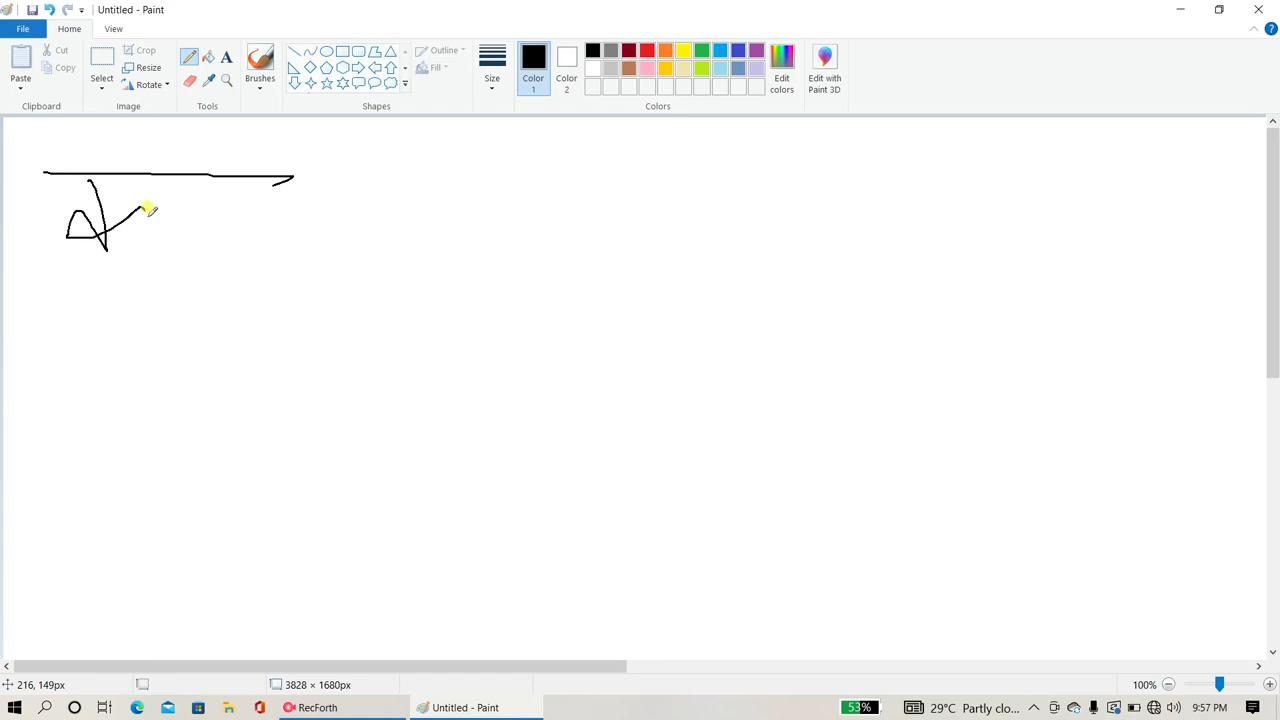 Untitled - Paint
File Home View
Paste Cut Copy Clipboard
Select Crop Resize Rotate Image
Tools
Brushes
Outline Fill Shapes
Size
Color 1
Color 2
Edit colors
Colors
Edit with Paint 3D
216, 149px 3828 × 1680px 100%
RecForth Untitled - Paint 53% 29°C Partly clo... 9:57 PM